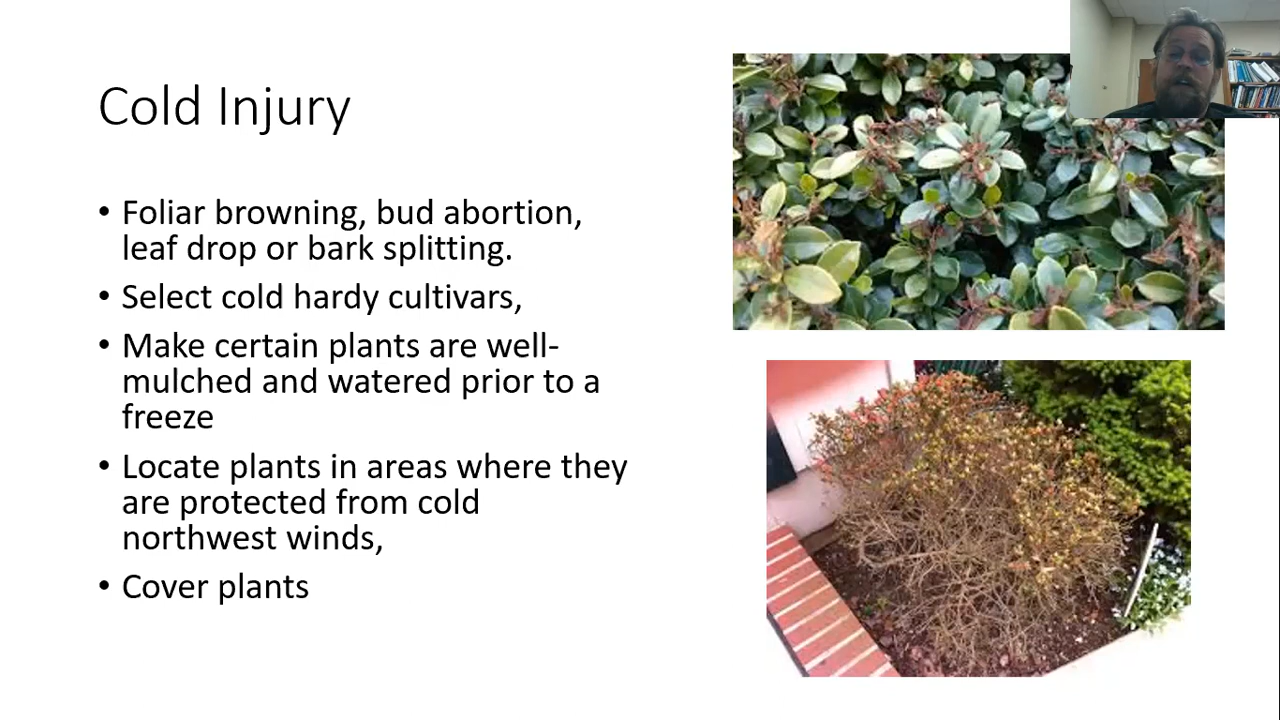 Cold Injury
• Foliar browning, bud abortion,
leaf drop or bark splitting.
• Select cold hardy cultivars,
• Make certain plants are well-
mulched and watered prior to a
freeze
• Locate plants in areas where they
are protected from cold
northwest winds,
• Cover plants